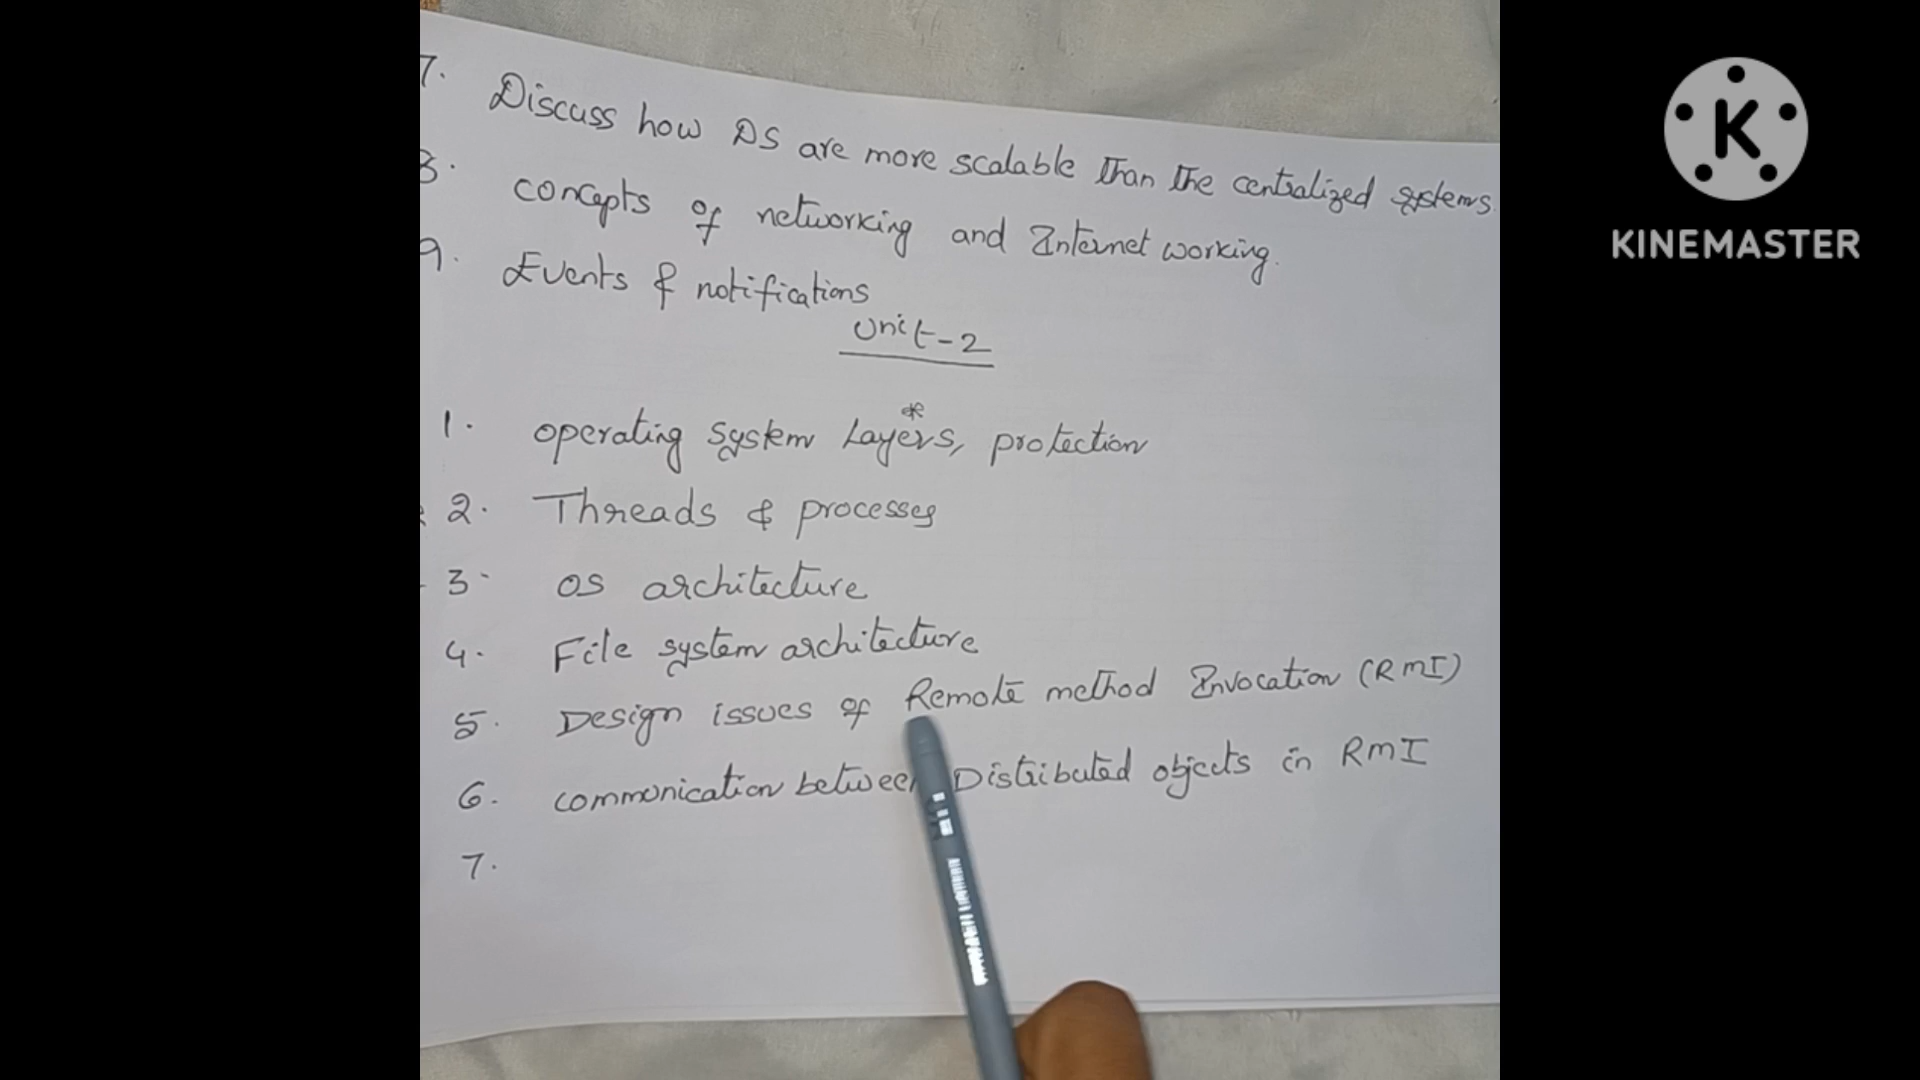 7. Discuss how DS are more scalable than the centralized systems.
8. concepts of networking and Internet working.
9. Events & notifications
Unit-2
1. operating system Layers, protection
2. Threads & processes
3. OS architecture
4. File system architecture
5. Design issues of Remote method Invocation (RMI)
6. communication between Distributed objects in RMI
7.
K
KINEMASTER